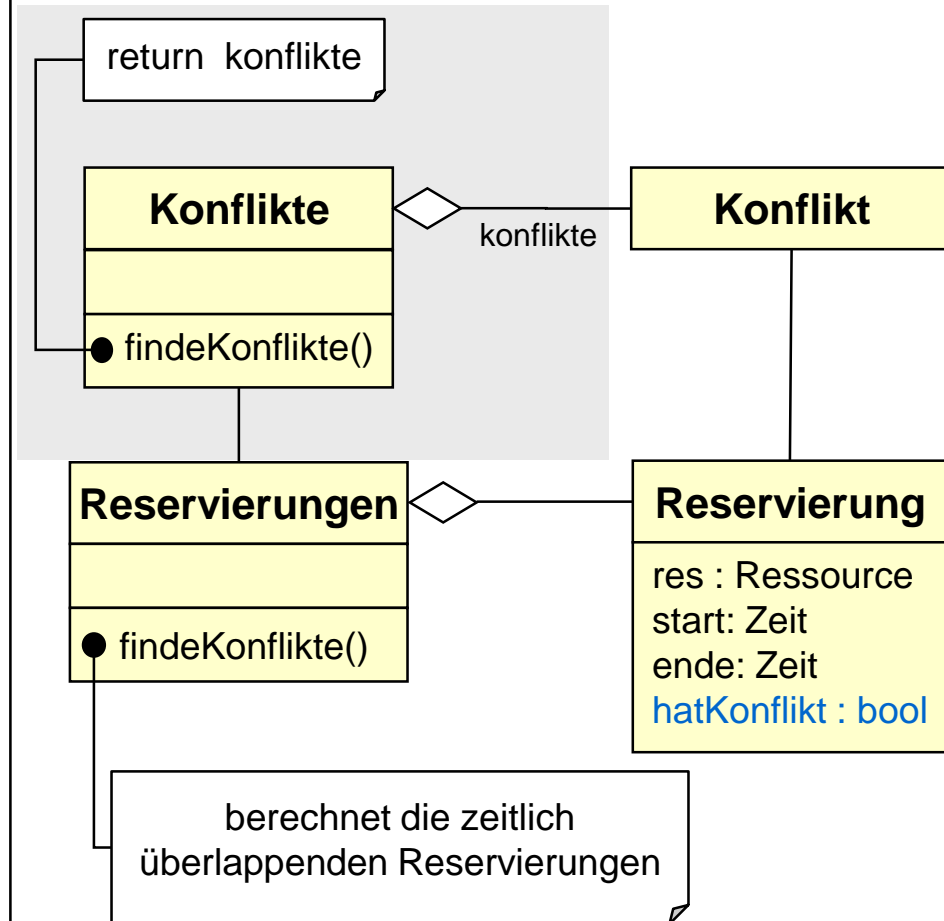 return konflikte
Konflikte
Konflikt
konflikte
findeKonflikte()
Reservierungen
Reservierung
res : Ressource
start: Zeit
ende: Zeit
hatKonflikt : bool
findeKonflikte()
berechnet die zeitlich
überlappenden Reservierungen